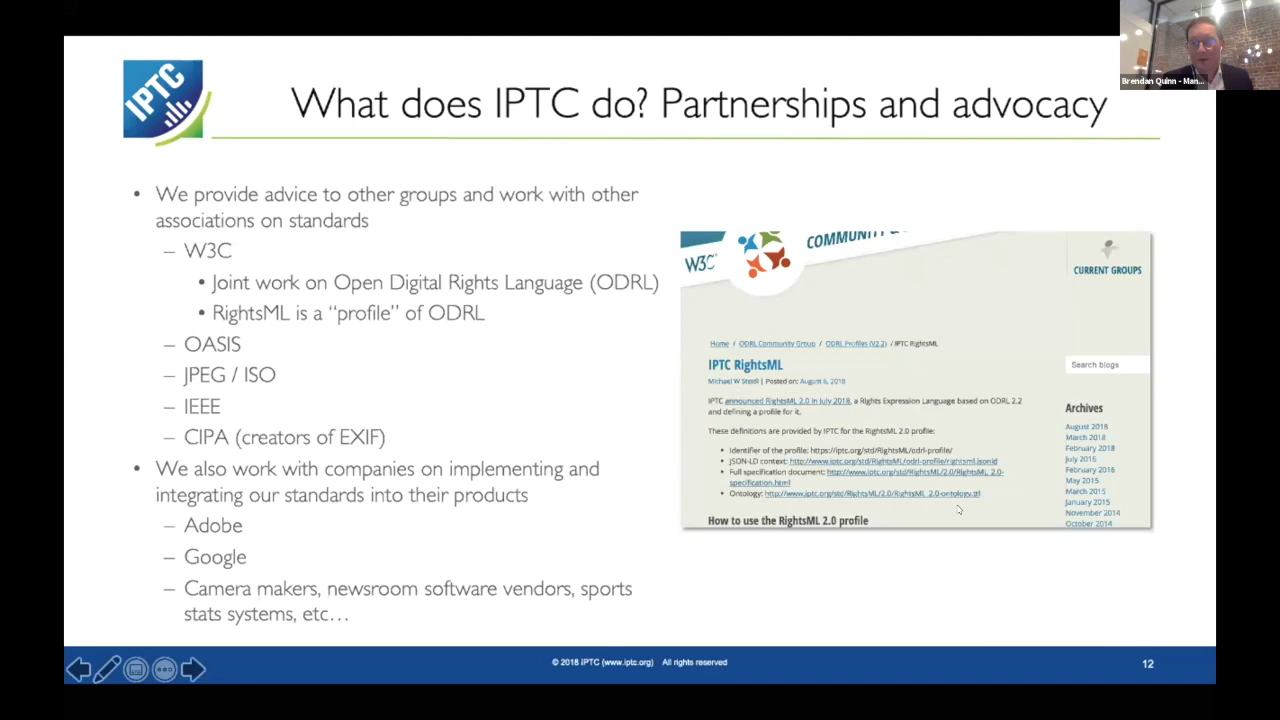 Brendan Quinn - Man...
IPTC
What does IPTC do? Partnerships and advocacy
• We provide advice to other groups and work with other
associations on standards
– W3C
• Joint work on Open Digital Rights Language (ODRL)
• RightsML is a “profile” of ODRL
– OASIS
– JPEG / ISO
– IEEE
– CIPA (creators of EXIF)
• We also work with companies on implementing and
integrating our standards into their products
– Adobe
– Google
– Camera makers, newsroom software vendors, sports
stats systems, etc…
W3C
COMMUNITY &
CURRENT GROUPS
Home / ODRL Community Group / ODRL Profiles (V2.2) / IPTC RightsML
IPTC RightsML
Michael W Steidl | Posted on: August 6, 2018
IPTC announced RightsML 2.0 in July 2018, a Rights Expression Language based on ODRL 2.2
and defining a profile for it.
These definitions are provided by IPTC for the RightsML 2.0 profile:
• Identifier of the profile: https://iptc.org/std/RightsML/odrl-profile/
• JSON-LD context: http://www.iptc.org/std/RightsML/odrl-profile/rightsml.jsonld
• Full specification document: http://www.iptc.org/std/RightsML/2.0/RightsML_2.0-
specification.html
• Ontology: http://www.iptc.org/std/RightsML/2.0/RightsML_2.0-ontology.ttl
How to use the RightsML 2.0 profile
Search blogs
Archives
August 2018
March 2018
February 2018
July 2016
February 2016
May 2015
March 2015
January 2015
November 2014
October 2014
© 2018 IPTC (www.iptc.org) All rights reserved
12